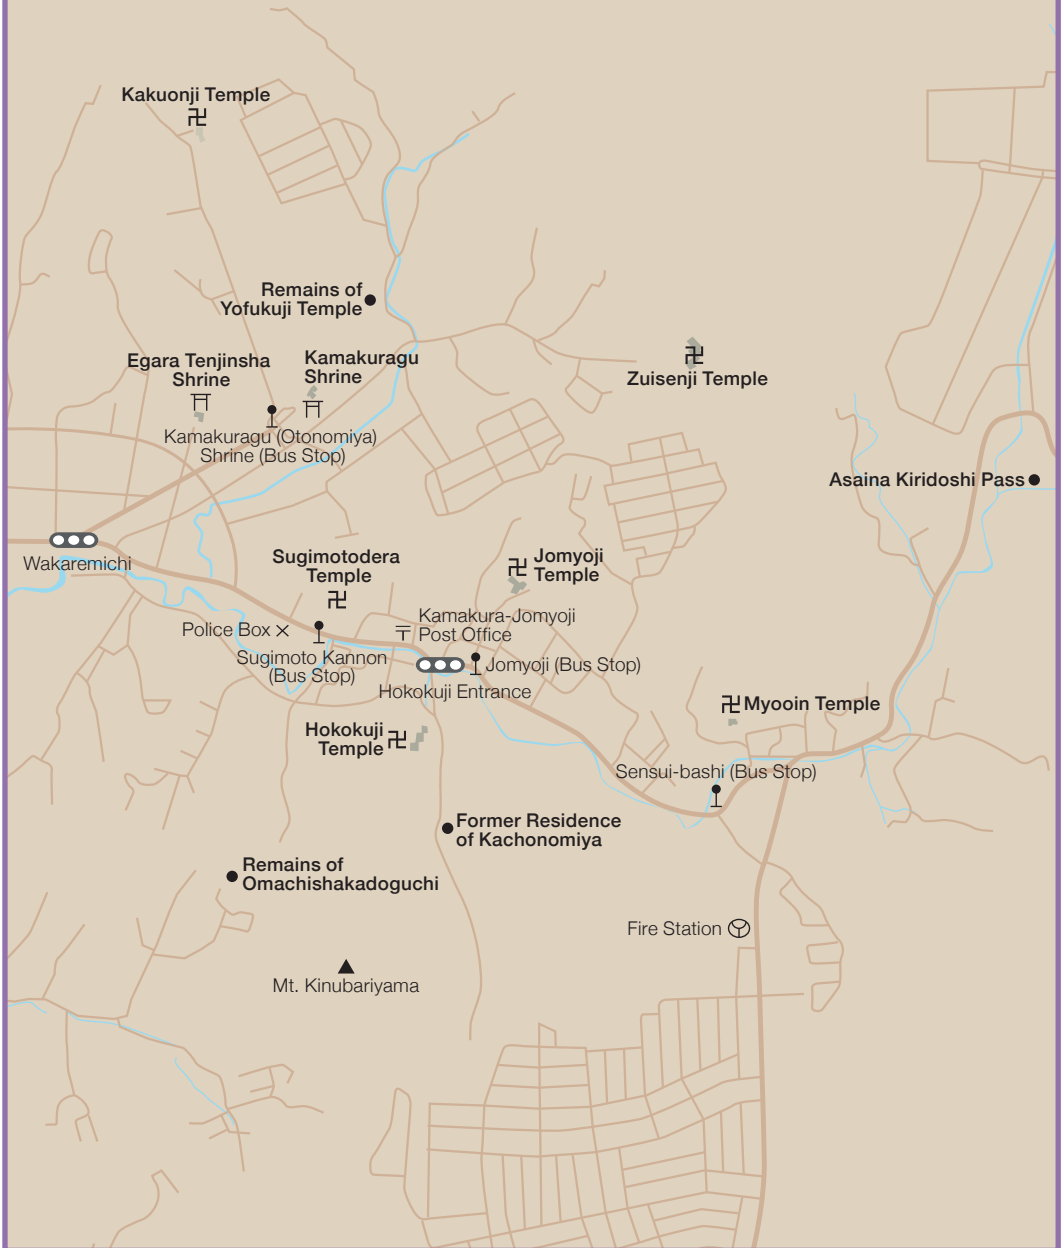 Kakuonji Temple
Remains of
Yofukuji Temple
Egara Tenjinsha
Shrine
Kamakuragu
Shrine
Zuisenji Temple
Kamakuragu (Otonomiya)
Shrine (Bus Stop)
Asaina Kiridoshi Pass
Wakaremichi
Sugimotodera
Temple
Jomyoji
Temple
Kamakura-Jomyoji
Post Office
Police Box
Sugimoto Kannon
(Bus Stop)
Jomyoji (Bus Stop)
Hokokuji Entrance
Myooin Temple
Hokokuji
Temple
Sensui-bashi (Bus Stop)
Former Residence
of Kachonomiya
Remains of
Omachishakadoguchi
Fire Station
Mt. Kinubariyama